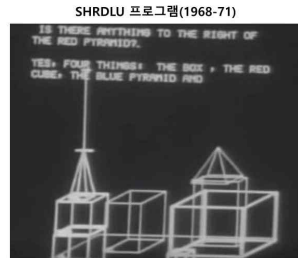 SHRDLU 프로그램(1968-71)
IS THERE ANYTHING TO THE RIGHT OF
THE RED PYRAMID?.
YES, FOUR THINGS: THE BOX , THE RED
CUBE, THE BLUE PYRAMID AND